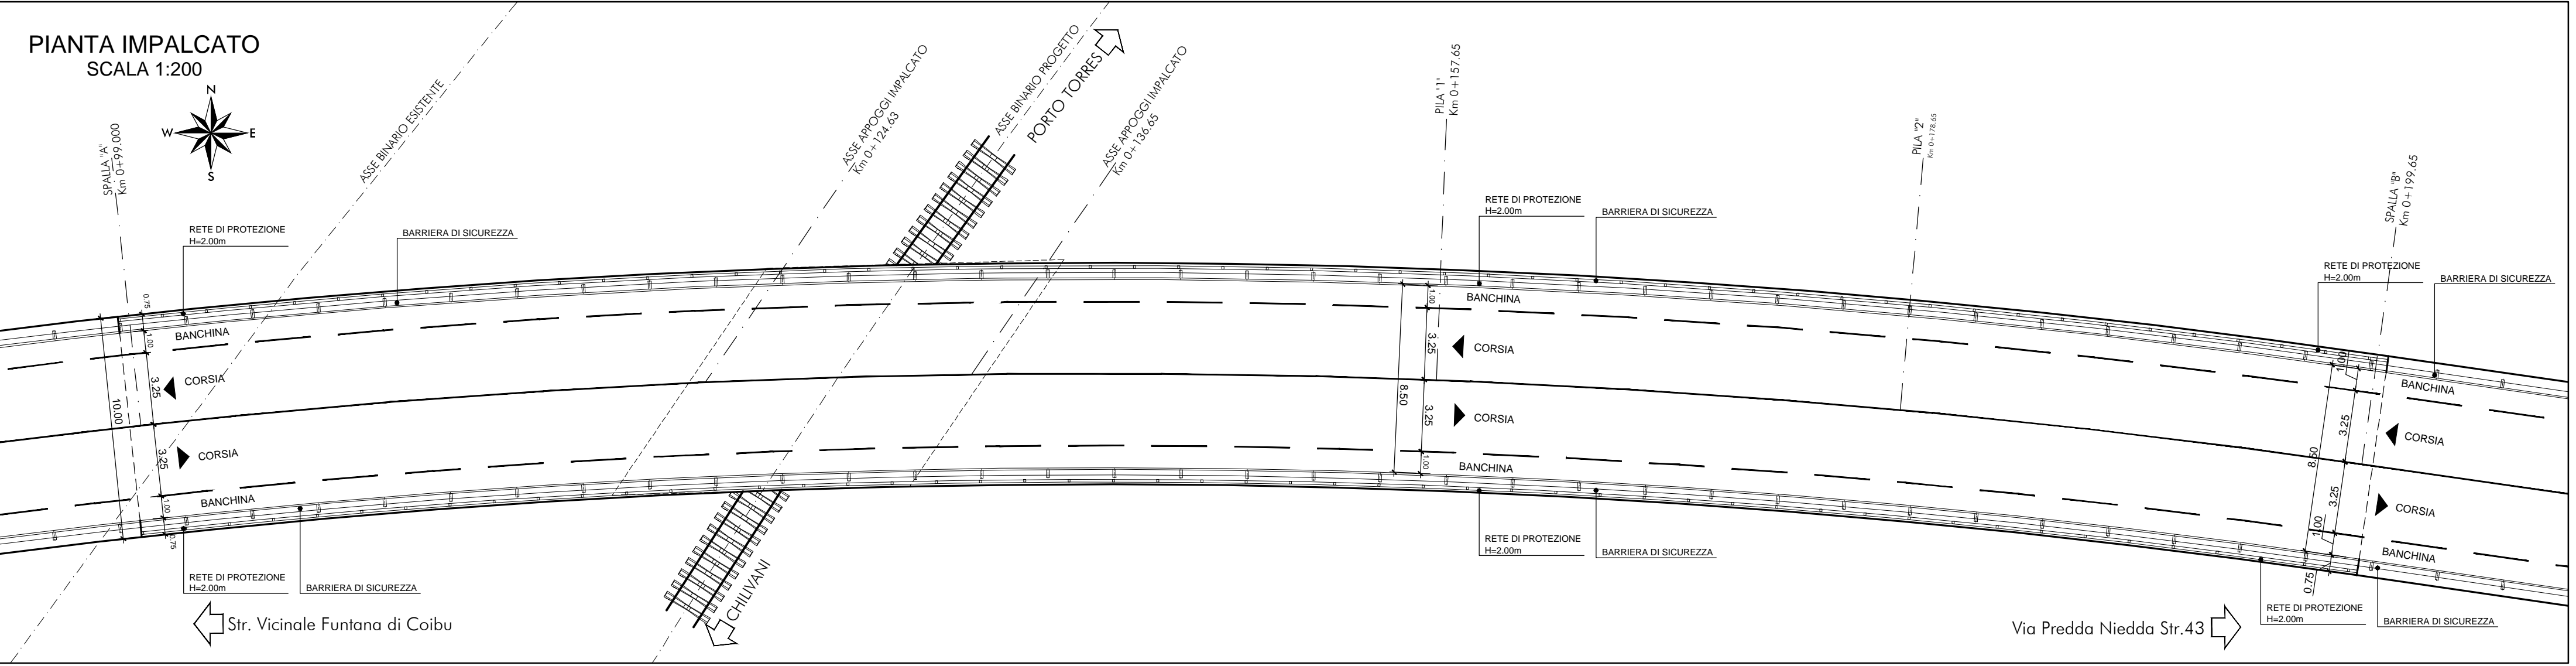 PIANTA IMPALCATO
SCALA 1:200
N
W
E
S
SPALLA "A"
Km 0+99.000
ASSE BINARIO ESISTENTE
ASSE APPOGGI IMPALCATO
Km 0+124.63
ASSE BINARIO PROGETTO
PORTO TORRES
ASSE APPOGGI IMPALCATO
Km 0+136.65
PILA "1"
Km 0+157.65
PILA "2"
Km 0+178.65
SPALLA "B"
Km 0+199.65
RETE DI PROTEZIONE
H=2.00m
BARRIERA DI SICUREZZA
RETE DI PROTEZIONE
H=2.00m
BARRIERA DI SICUREZZA
RETE DI PROTEZIONE
H=2.00m
BARRIERA DI SICUREZZA
0.75
1.00
BANCHINA
3.25
CORSIA
10.00
3.25
CORSIA
1.00
BANCHINA
0.75
1.00
BANCHINA
3.25
CORSIA
8.50
3.25
CORSIA
1.00
BANCHINA
1.00
BANCHINA
3.25
CORSIA
8.50
3.25
CORSIA
1.00
BANCHINA
0.75
RETE DI PROTEZIONE
H=2.00m
BARRIERA DI SICUREZZA
RETE DI PROTEZIONE
H=2.00m
BARRIERA DI SICUREZZA
RETE DI PROTEZIONE
H=2.00m
BARRIERA DI SICUREZZA
CHILIVANI
Str. Vicinale Funtana di Coibu
Via Predda Niedda Str.43